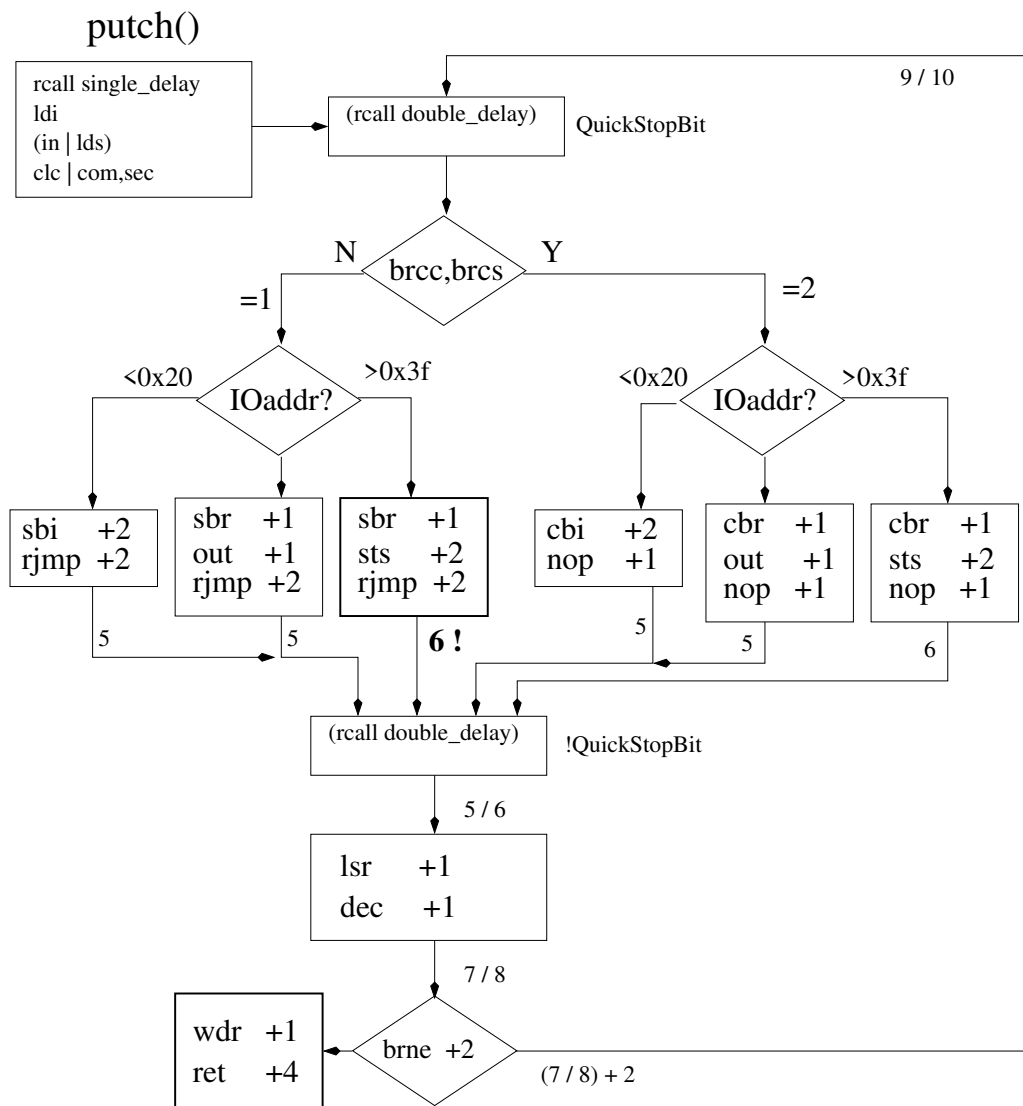 putch()
rcall single_delay
ldi
(in | lds)
clc | com,sec
9 / 10
(rcall double_delay)
QuickStopBit
N
brcc,brcs
Y
=1
=2
<0x20
IOaddr?
>0x3f
<0x20
IOaddr?
>0x3f
sbi +2
rjmp +2
sbr +1
out +1
rjmp +2
sbr +1
sts +2
rjmp +2
cbi +2
nop +1
cbr +1
out +1
nop +1
cbr +1
sts +2
nop +1
5
5
6 !
5
5
6
(rcall double_delay)
!QuickStopBit
5 / 6
lsr +1
dec +1
7 / 8
wdr +1
ret +4
brne +2
(7 / 8) + 2